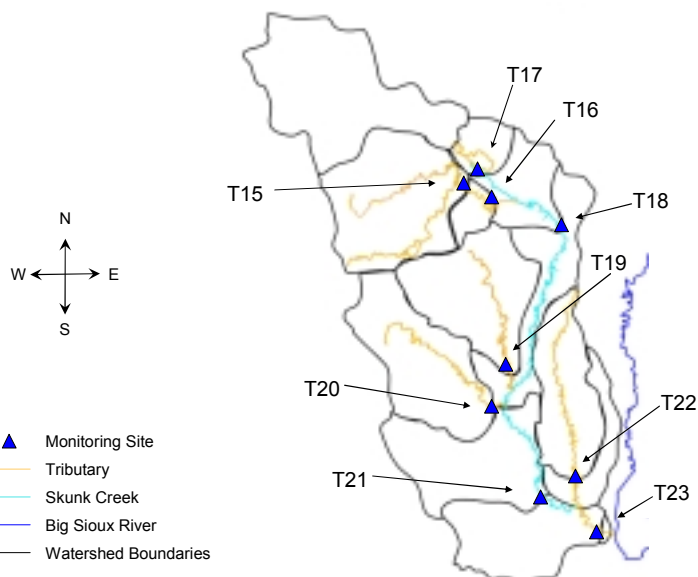 T17
T16
T15
T18
N
W E
S
T19
T20
T22
Monitoring Site
Tributary
T21
T23
Skunk Creek
Big Sioux River
Watershed Boundaries